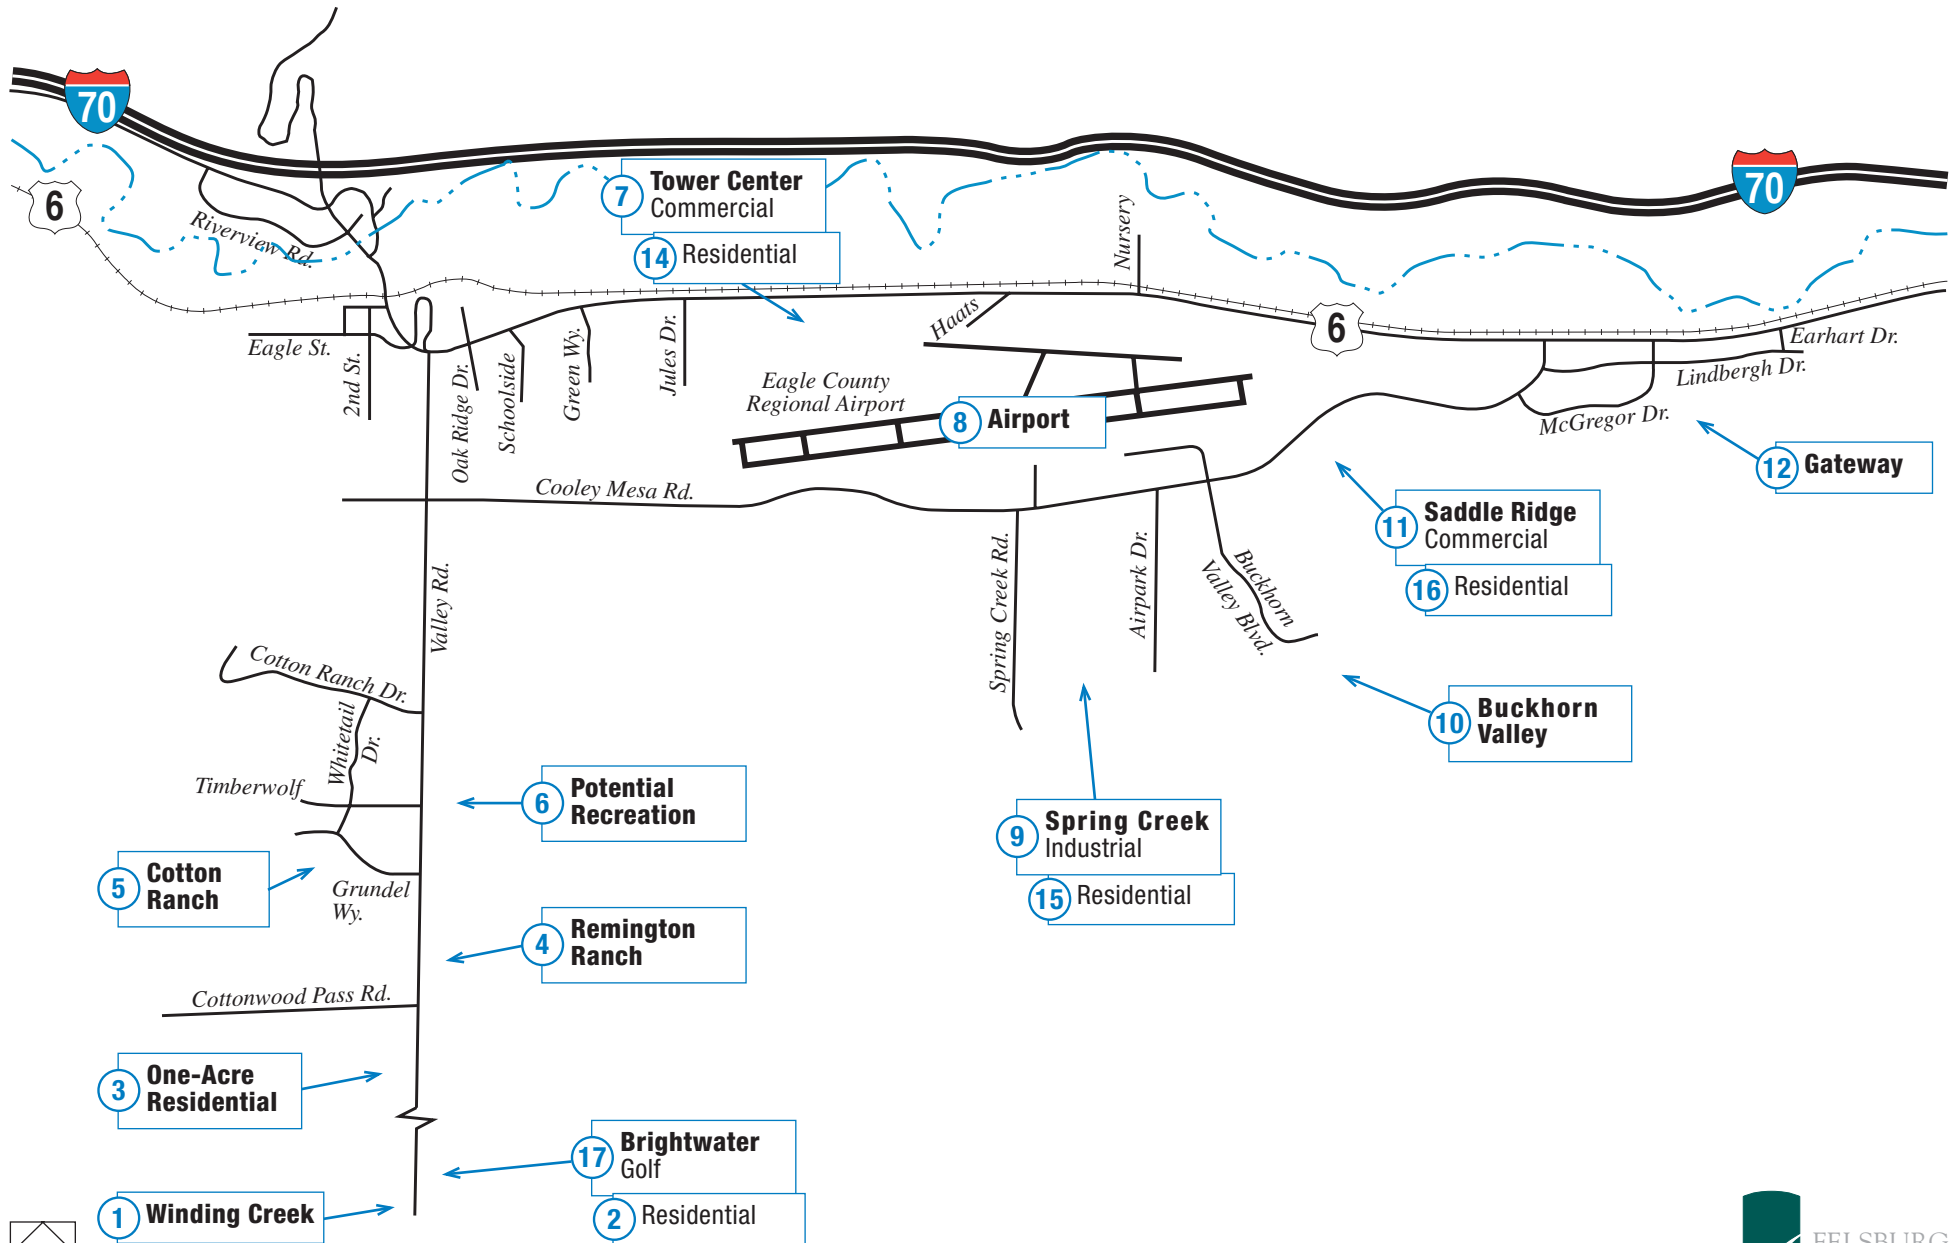 70
6
Riverview Rd.
7
Tower Center
Commercial
14
Residential
Nursery
70
Haats
6
Earhart Dr.
Lindbergh Dr.
McGregor Dr.
Eagle St.
2nd St.
Oak Ridge Dr.
Schoolside
Green Wy.
Jules Dr.
Eagle County
Regional Airport
8
Airport
12
Gateway
Cooley Mesa Rd.
11
Saddle Ridge
Commercial
16
Residential
Valley Rd.
Spring Creek Rd.
Airpark Dr.
Buckhorn
Valley Blvd.
Cotton Ranch Dr.
Whitetail
Dr.
10
Buckhorn
Valley
Timberwolf
6
Potential
Recreation
9
Spring Creek
Industrial
15
Residential
5
Cotton
Ranch
Grundel
Wy.
4
Remington
Ranch
Cottonwood Pass Rd.
3
One-Acre
Residential
17
Brightwater
Golf
2
Residential
1
Winding Creek
FELSBURG